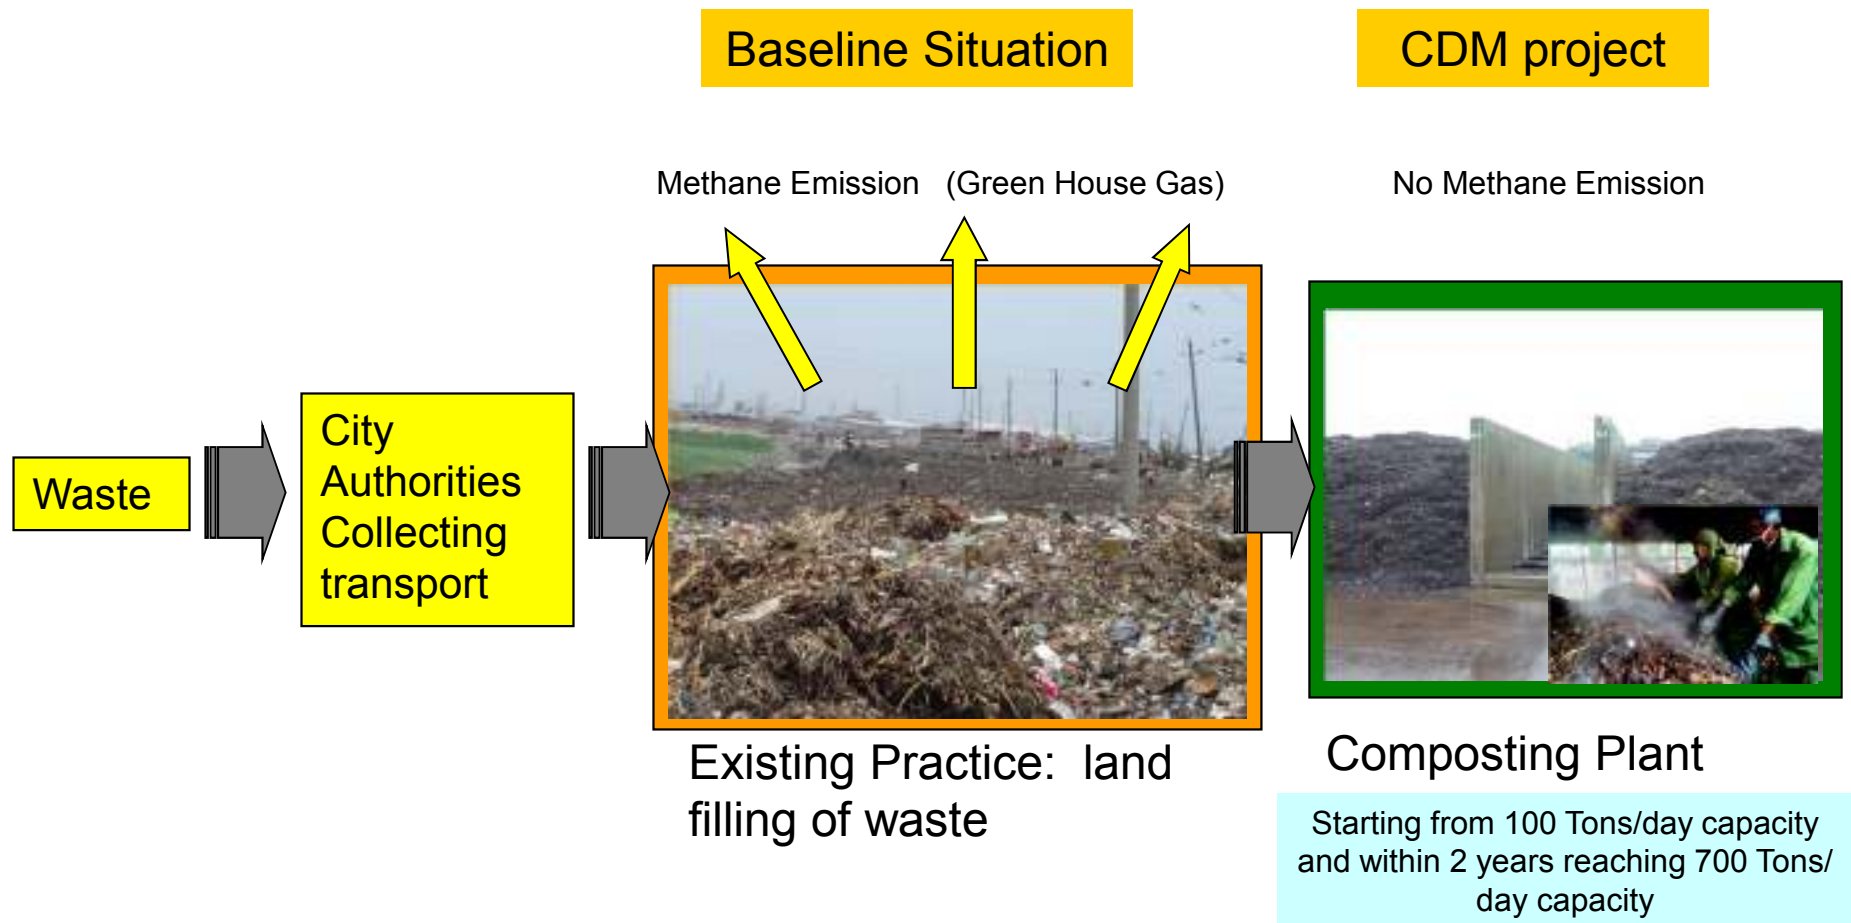 Baseline Situation
CDM project
Methane Emission (Green House Gas)
No Methane Emission
Waste
City
Authorities
Collecting
transport
Existing Practice: land
filling of waste
Composting Plant
Starting from 100 Tons/day capacity
and within 2 years reaching 700 Tons/
day capacity